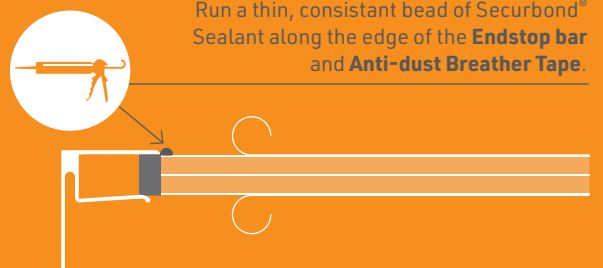 Run a thin, consistant bead of Securbond®
Sealant along the edge of the Endstop bar
and Anti-dust Breather Tape.